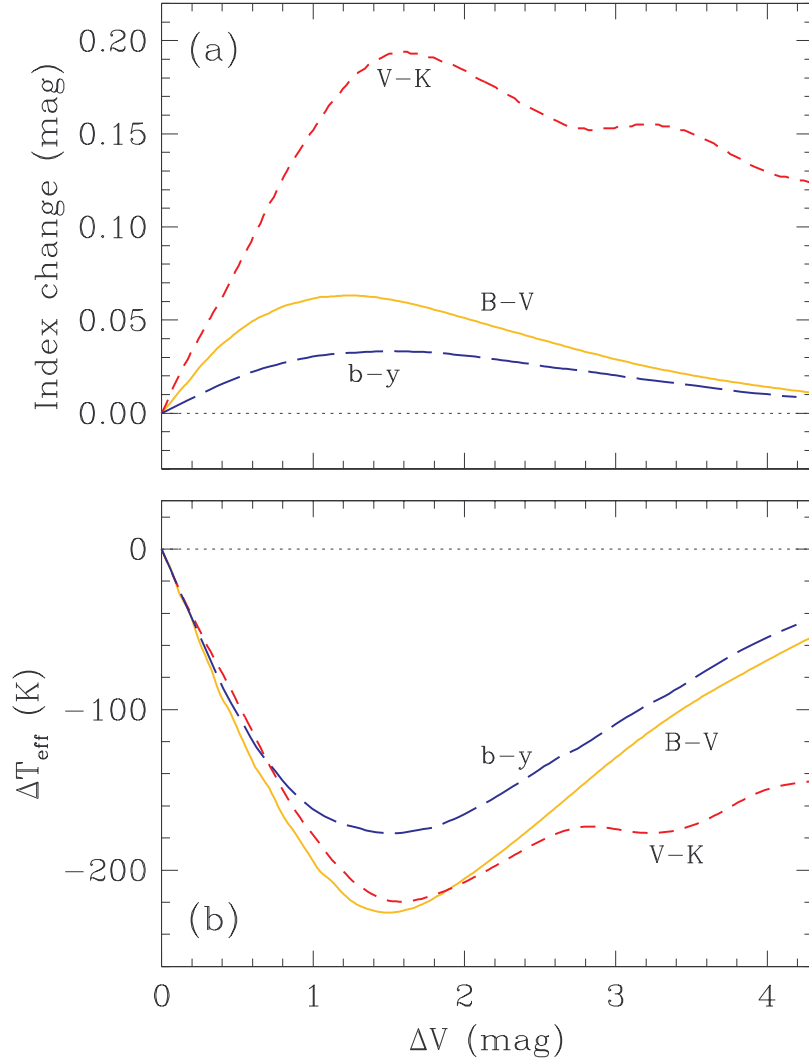 (a)
0.20
0.15
0.10
0.05
0.00
Index change (mag)
V−K
B−V
b−y
0
−100
−200
ΔTeff (K)
b−y
B−V
V−K
(b)
0 1 2 3 4
ΔV (mag)